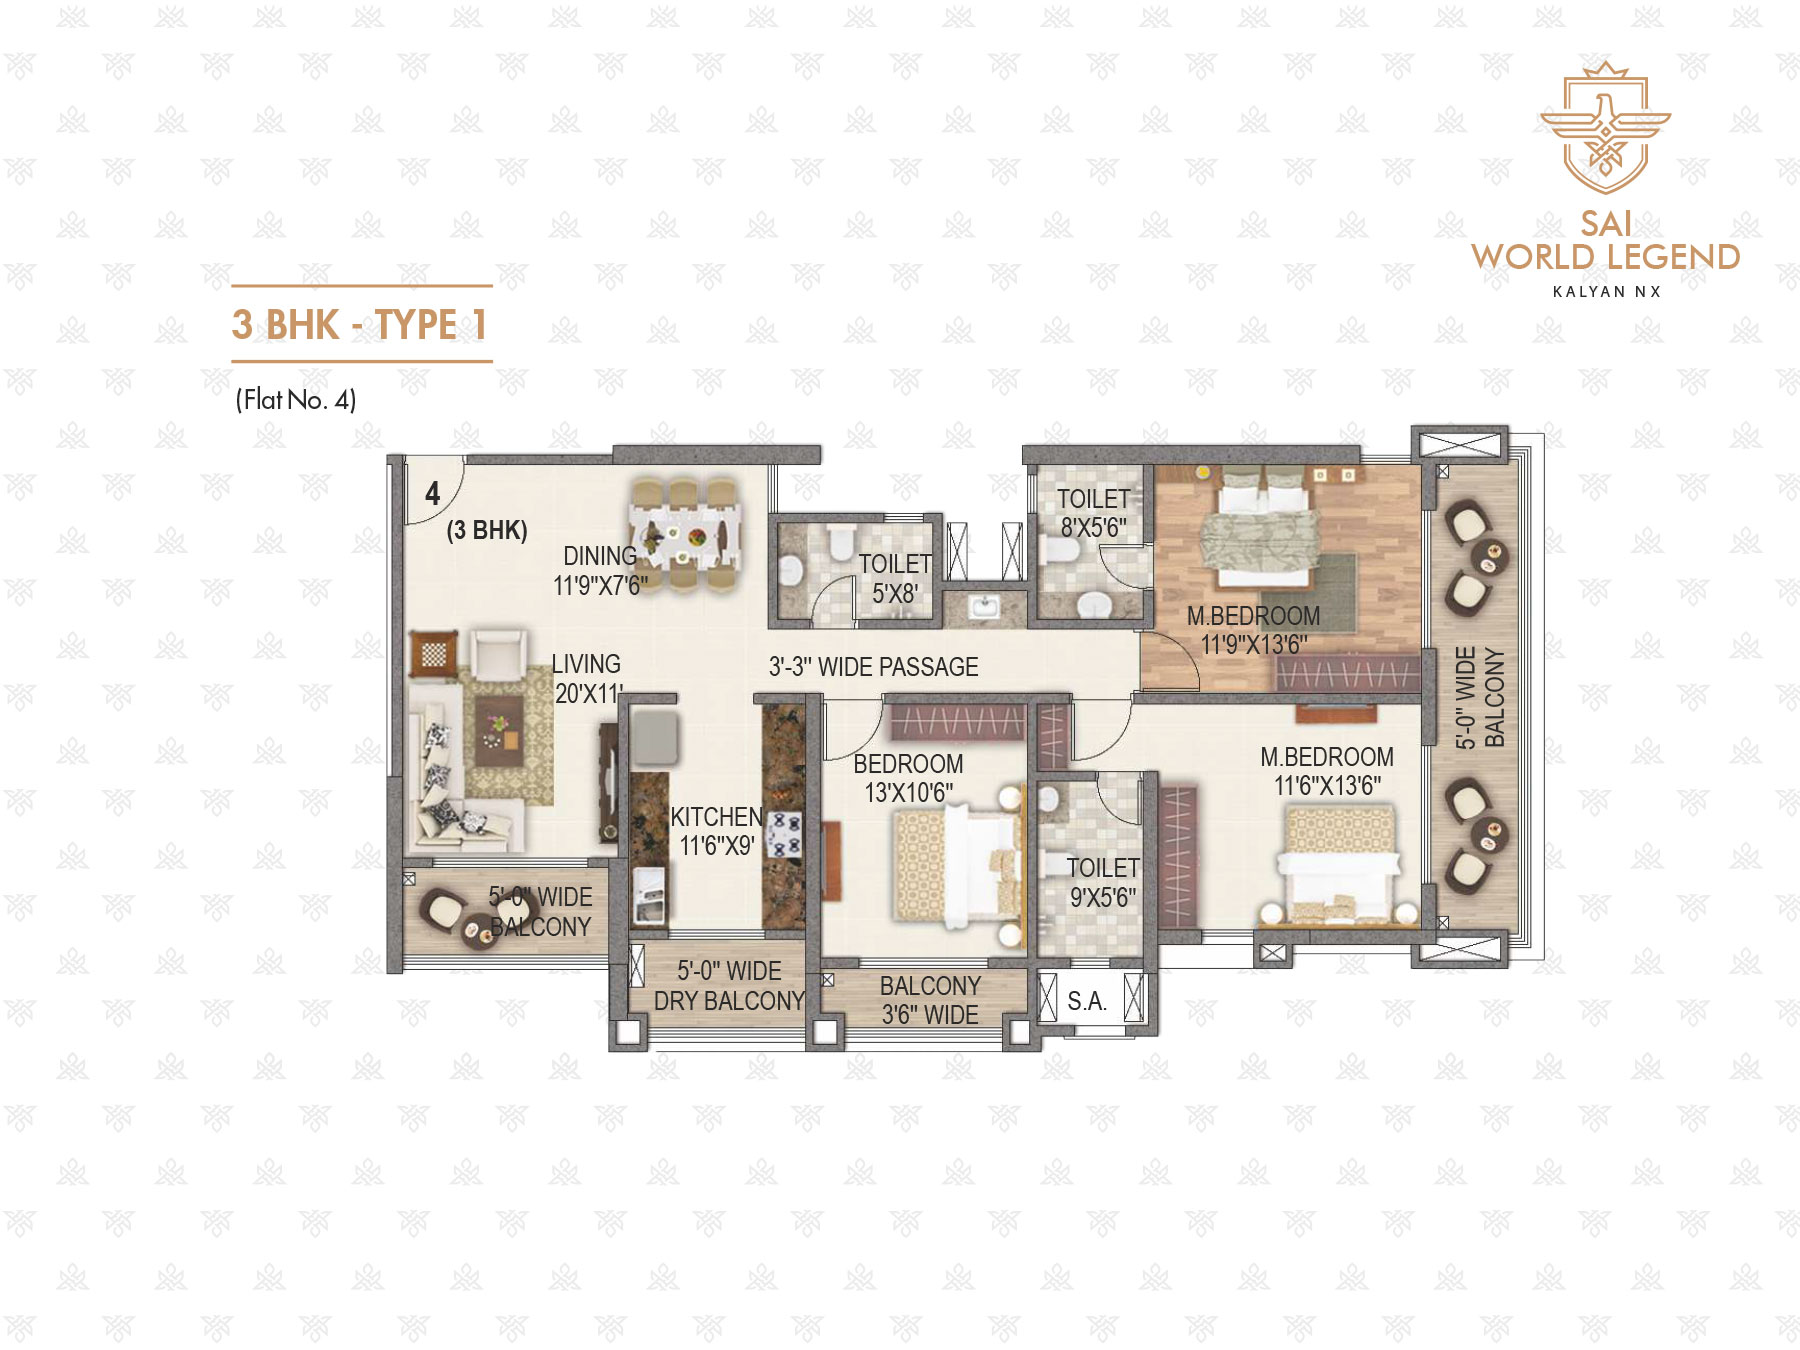 SAI
WORLD LEGEND
KALYAN NX
3 BHK - TYPE 1
(Flat No. 4)
4
(3 BHK)
DINING
11'9"X7'6"
TOILET
5'X8'
TOILET
8'X5'6"
M.BEDROOM
11'9"X13'6"
LIVING
20'X11'
3'-3" WIDE PASSAGE
5'-0" WIDE
BALCONY
KITCHEN
11'6"X9'
BEDROOM
13'X10'6"
M.BEDROOM
11'6"X13'6"
TOILET
9'X5'6"
5'-0" WIDE
BALCONY
5'-0" WIDE
DRY BALCONY
BALCONY
3'6" WIDE
S.A.